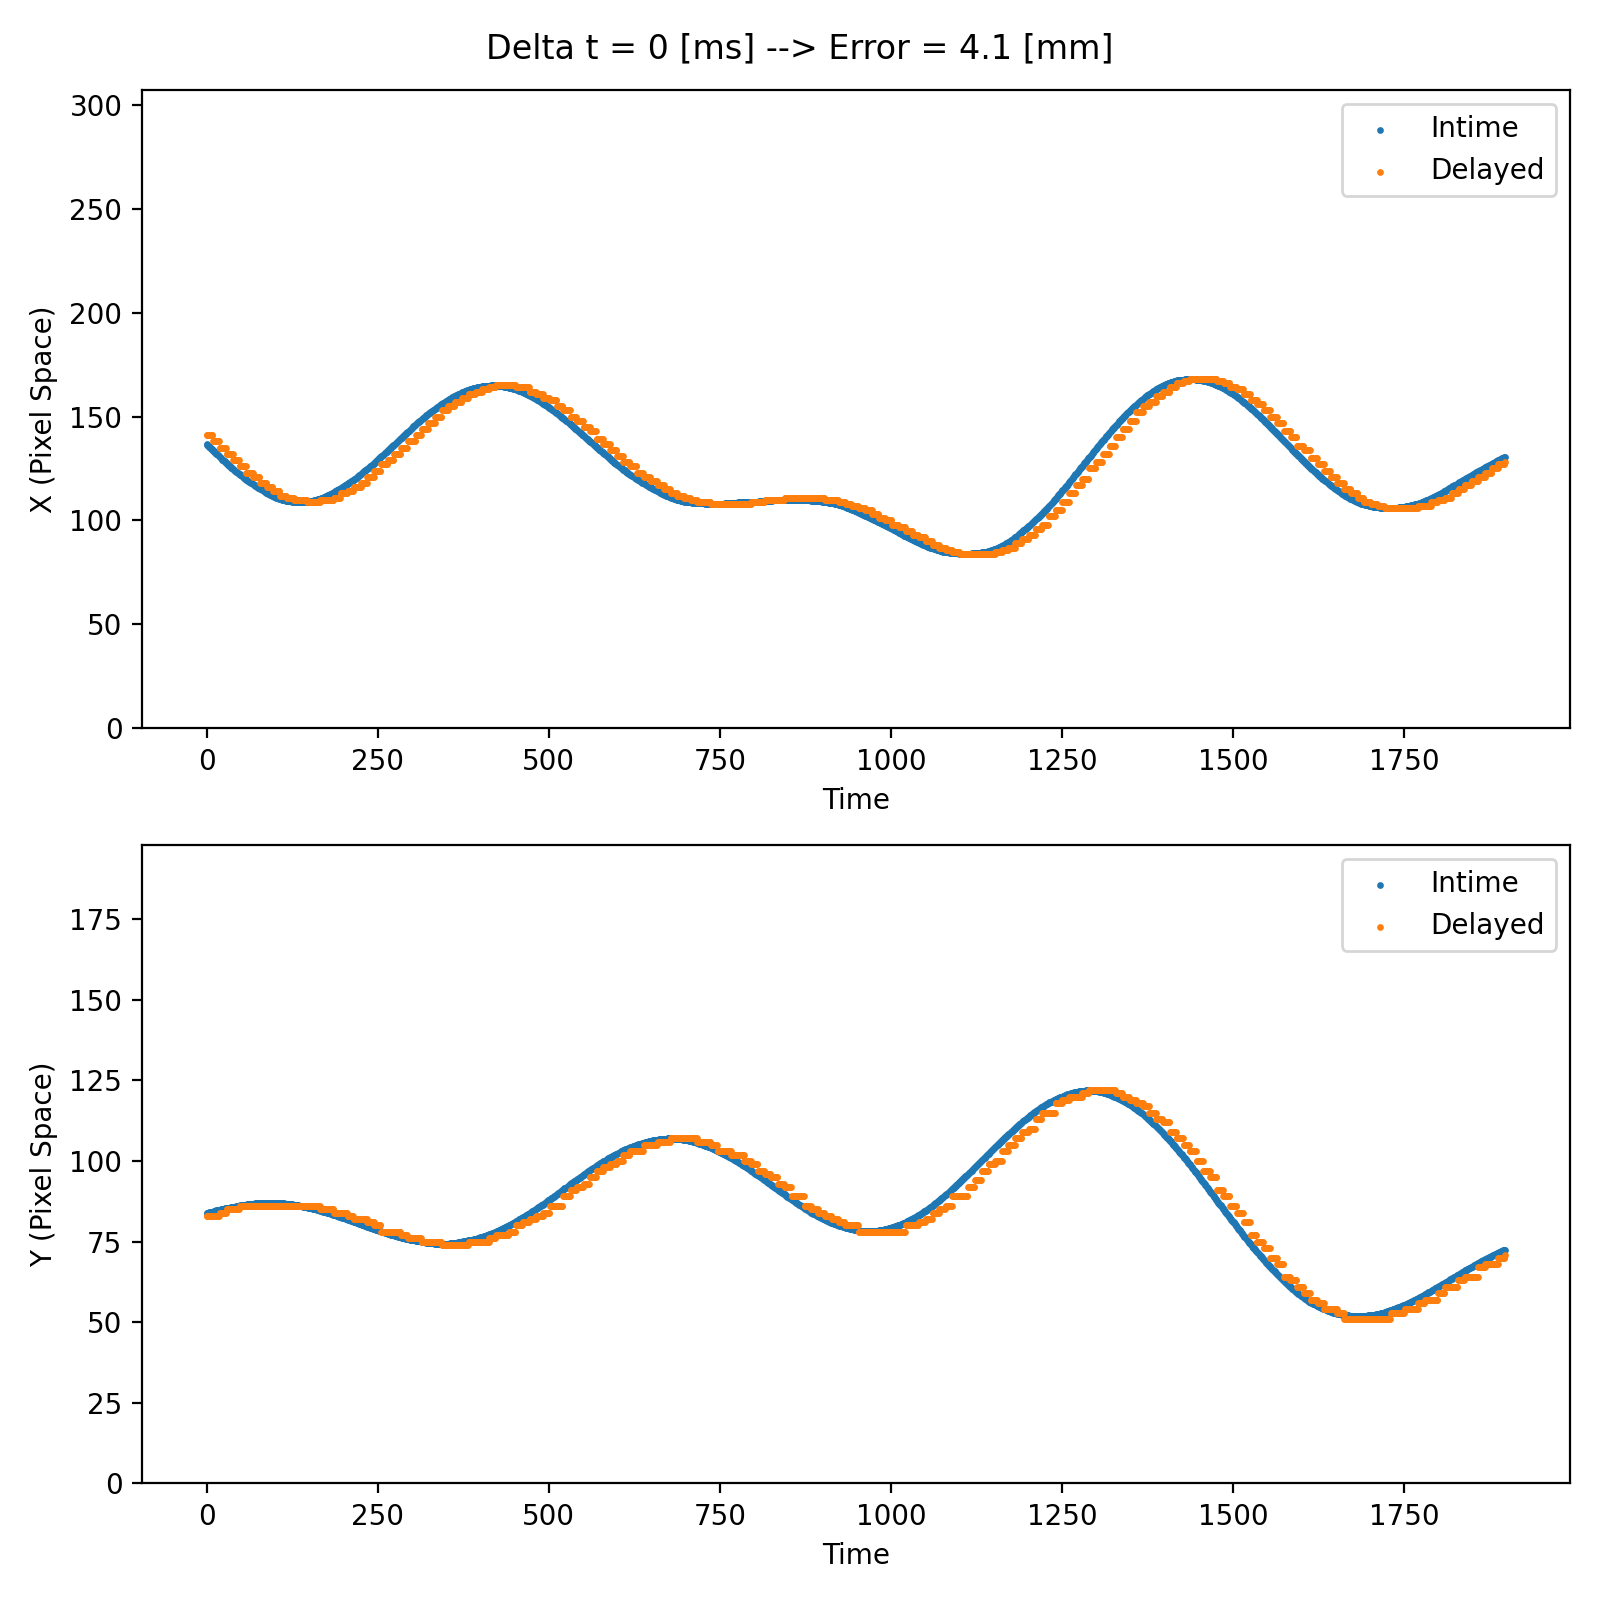 Delta t = 0 [ms] --> Error = 4.1 [mm]
300
250
200
150
100
50
0
X (Pixel Space)
Intime
Delayed
0 250 500 750 1000 1250 1500 1750
Time
175
150
125
100
75
50
25
0
Y (Pixel Space)
Intime
Delayed
0 250 500 750 1000 1250 1500 1750
Time